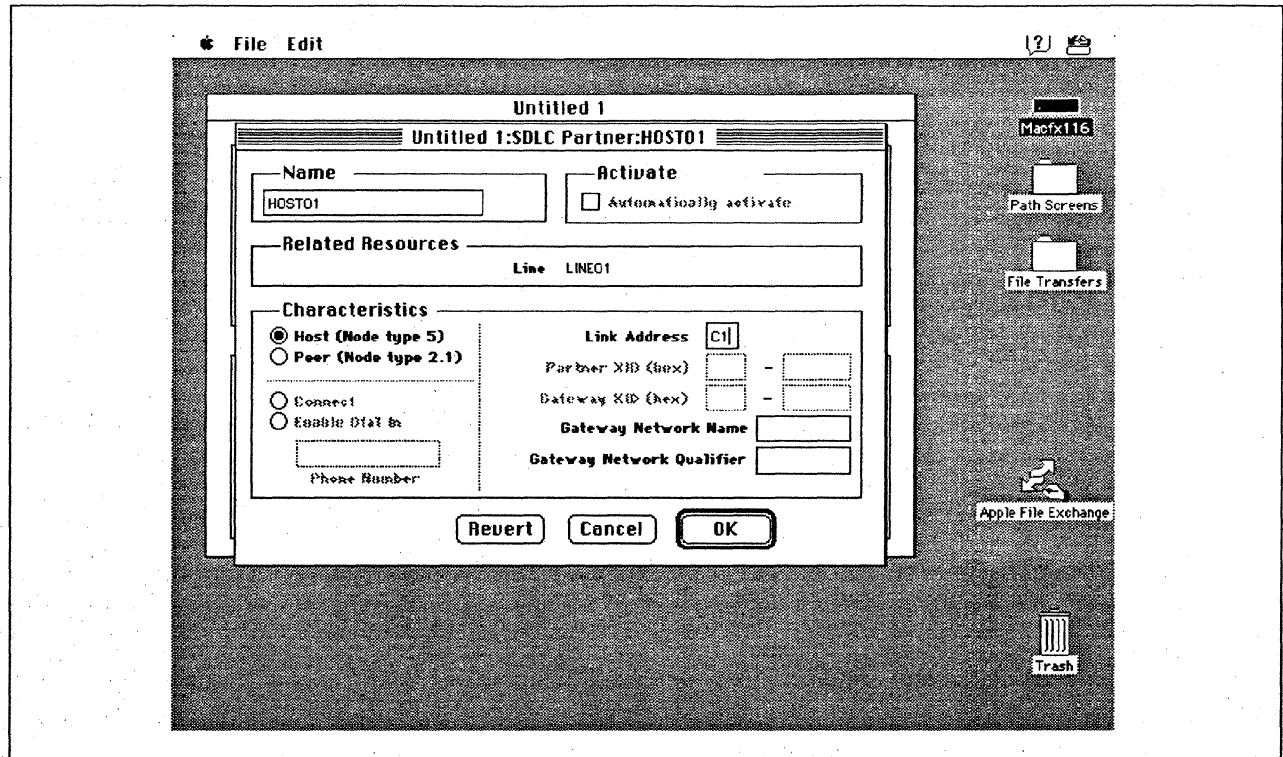 File Edit
Untitled 1
Untitled 1:SDLC Partner:HOST01
Name
HOST01
Activate
Automatically activate
Related Resources
Line LINE01
Characteristics
Host (Node type 5)
Peer (Node type 2.1)
Connect
Enable Dial In
Phone Number
Link Address C1
Partner XID (hex) -
Gateway XID (hex) -
Gateway Network Name
Gateway Network Qualifier
Revert Cancel OK
Macfx116
Path Screens
File Transfers
Apple File Exchange
Trash